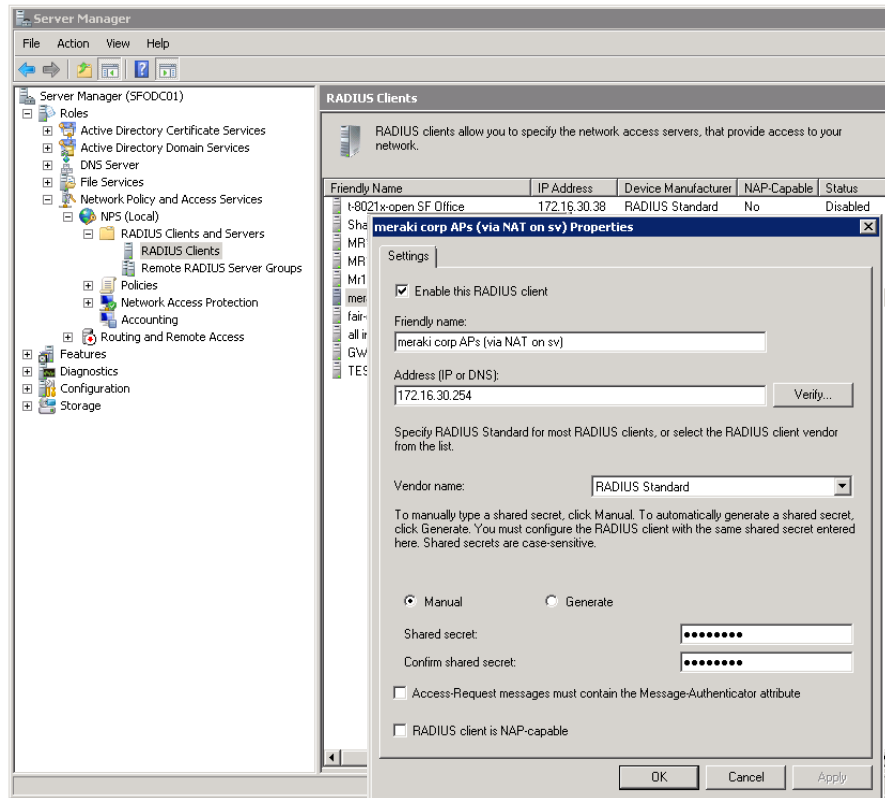 Server Manager
File Action View Help
Server Manager (SFODC01)
Roles
Active Directory Certificate Services
Active Directory Domain Services
DNS Server
File Services
Network Policy and Access Services
NPS (Local)
RADIUS Clients and Servers
RADIUS Clients
Remote RADIUS Server Groups
Policies
Network Access Protection
Accounting
Routing and Remote Access
Features
Diagnostics
Configuration
Storage
RADIUS Clients
RADIUS clients allow you to specify the network access servers, that provide access to your
network.
Friendly Name IP Address Device Manufacturer NAP-Capable Status
t-8021x-open SF Office 172.16.30.38 RADIUS Standard No Disabled
Sha
MR
MR
Mr1
mer
fair-
all in
GW
TES
meraki corp APs (via NAT on sv) Properties
Settings
Enable this RADIUS client
Friendly name:
meraki corp APs (via NAT on sv)
Address (IP or DNS):
172.16.30.254 Verify...
Specify RADIUS Standard for most RADIUS clients, or select the RADIUS client vendor
from the list.
Vendor name: RADIUS Standard
To manually type a shared secret, click Manual. To automatically generate a shared secret,
click Generate. You must configure the RADIUS client with the same shared secret entered
here. Shared secrets are case-sensitive.
Manual Generate
Shared secret: ••••••••
Confirm shared secret: ••••••••
Access-Request messages must contain the Message-Authenticator attribute
RADIUS client is NAP-capable
OK Cancel Apply